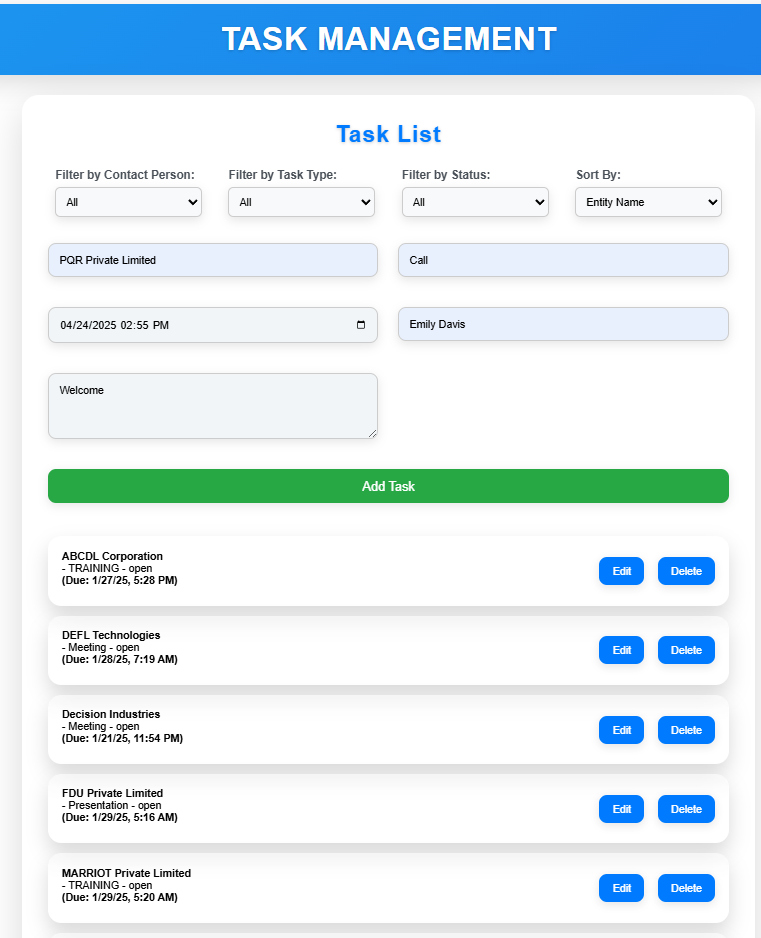 TASK MANAGEMENT
Task List
Filter by Contact Person: Filter by Task Type: Filter by Status: Sort By:
All All All Entity Name
PQR Private Limited Call
04/24/2025 02:55 PM Emily Davis
Welcome
Add Task
ABCDL Corporation
- TRAINING - open
(Due: 1/27/25, 5:28 PM)
Edit Delete
DEFL Technologies
- Meeting - open
(Due: 1/28/25, 7:19 AM)
Edit Delete
Decision Industries
- Meeting - open
(Due: 1/21/25, 11:54 PM)
Edit Delete
FDU Private Limited
- Presentation - open
(Due: 1/29/25, 5:16 AM)
Edit Delete
MARRIOT Private Limited
- TRAINING - open
(Due: 1/29/25, 5:20 AM)
Edit Delete